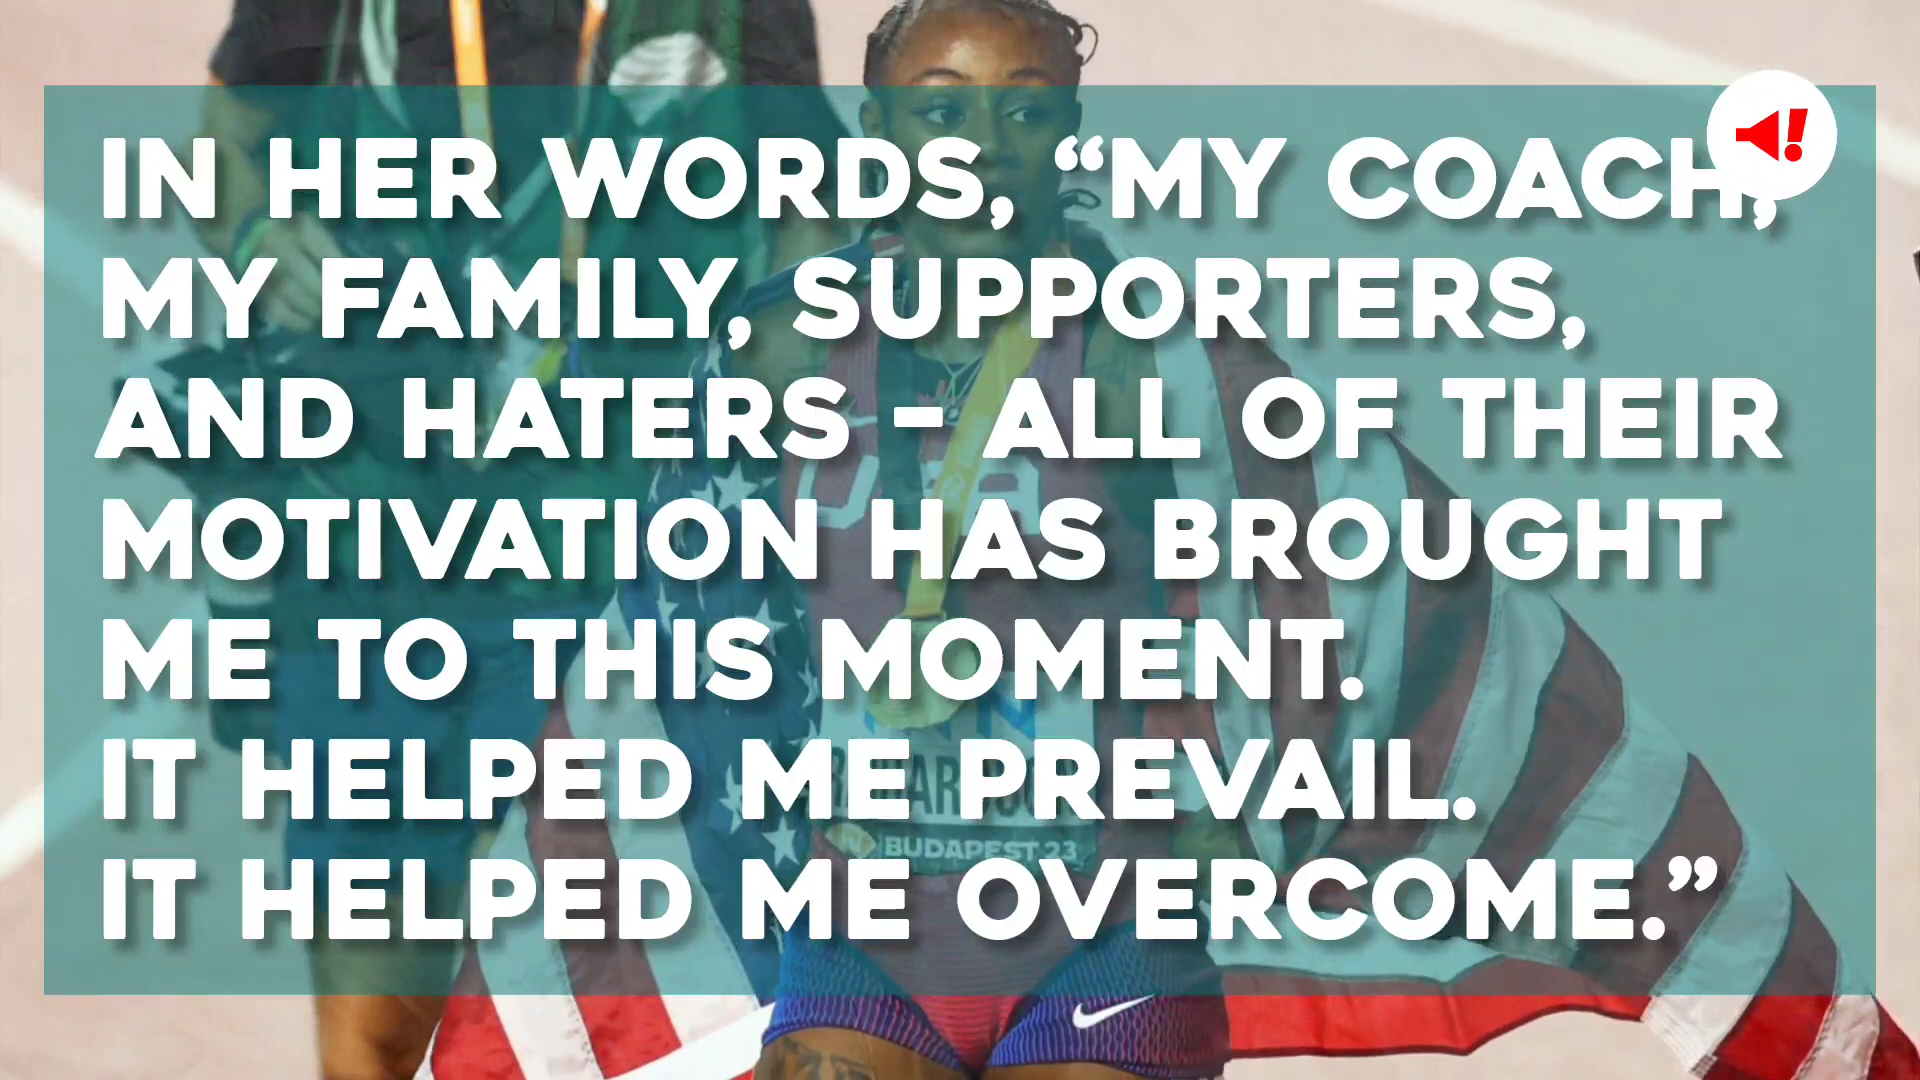 IN HER WORDS, “MY COACH,
MY FAMILY, SUPPORTERS,
AND HATERS – ALL OF THEIR
MOTIVATION HAS BROUGHT
ME TO THIS MOMENT.
IT HELPED ME PREVAIL.
IT HELPED ME OVERCOME.”
USA
BUDAPEST 23